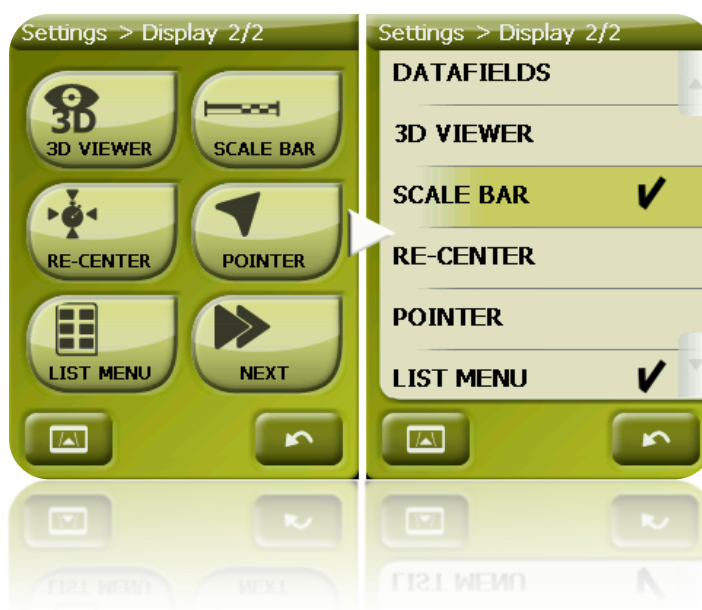 Settings > Display 2/2
3D
3D VIEWER
SCALE BAR
RE-CENTER
POINTER
LIST MENU
NEXT
Settings > Display 2/2
DATAFIELDS
3D VIEWER
SCALE BAR
RE-CENTER
POINTER
LIST MENU